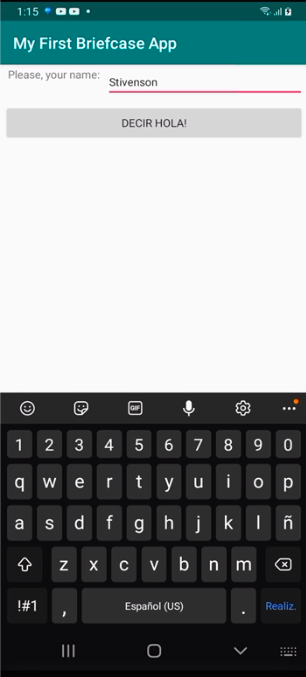 1:15
My First Briefcase App
Please, your name: Stivenson
DECIR HOLA!
GIF
1 2 3 4 5 6 7 8 9 0
q w e r t y u i o p
a s d f g h j k l ñ
z x c v b n m
!#1 , Español (US) . Realiz.